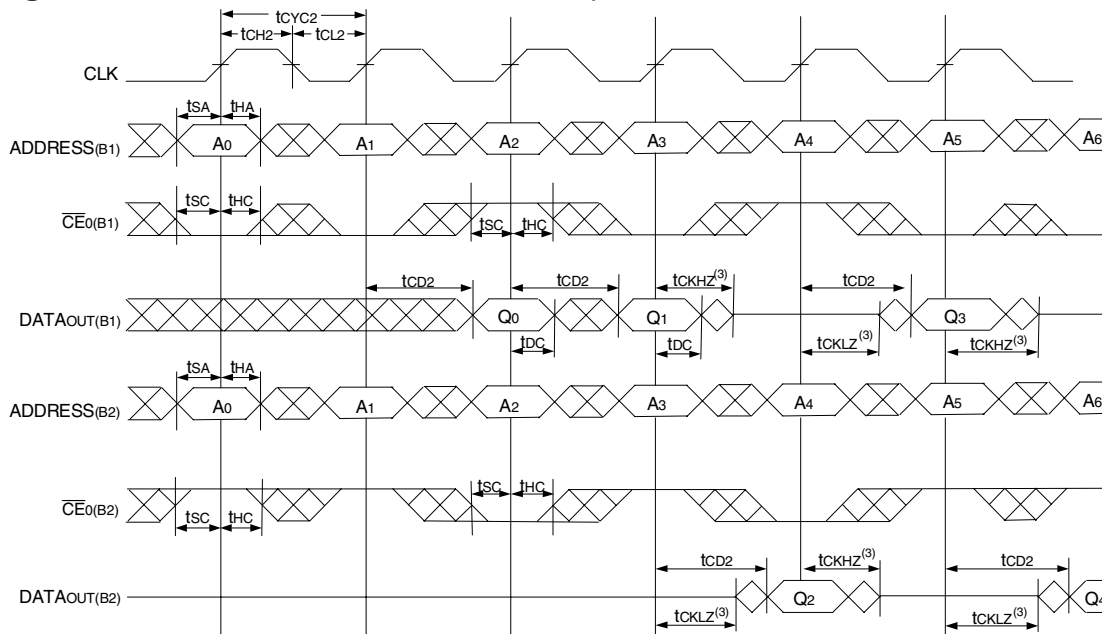 tCYC2
tCH2 tCL2
CLK
tSA tHA
ADDRESS(B1) A0 A1 A2 A3 A4 A5 A6
tSC tHC tSC tHC
CE0(B1)
tCD2 tCD2 tCKHZ(3) tCD2
DATAOUT(B1) Q0 Q1 Q3
tDC tDC tCKLZ(3) tCKHZ(3)
tSA tHA
ADDRESS(B2) A0 A1 A2 A3 A4 A5 A6
tSC tHC
CE0(B2)
tSC tHC
tCD2 tCKHZ(3) tCD2
DATAOUT(B2) Q2 Q4
tCKLZ(3) tCKLZ(3)